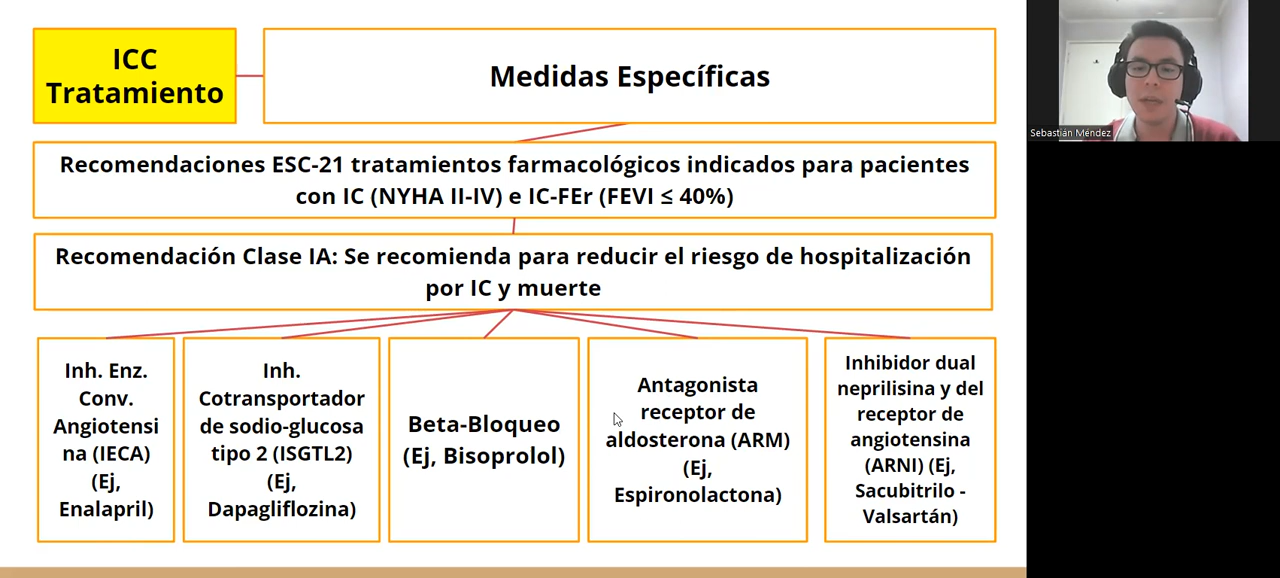 ICC
Tratamiento
Medidas Específicas
Sebastián Méndez
Recomendaciones ESC-21 tratamientos farmacológicos indicados para pacientes
con IC (NYHA II-IV) e IC-FEr (FEVI ≤ 40%)
Recomendación Clase IA: Se recomienda para reducir el riesgo de hospitalización
por IC y muerte
Inh. Enz.
Conv.
Angiotensi
na (IECA)
(Ej,
Enalapril)
Inh.
Cotransportador
de sodio-glucosa
tipo 2 (ISGTL2)
(Ej,
Dapagliflozina)
Beta-Bloqueo
(Ej, Bisoprolol)
Antagonista
receptor de
aldosterona (ARM)
(Ej,
Espironolactona)
Inhibidor dual
neprilisina y del
receptor de
angiotensina
(ARNI) (Ej,
Sacubitrilo -
Valsartán)